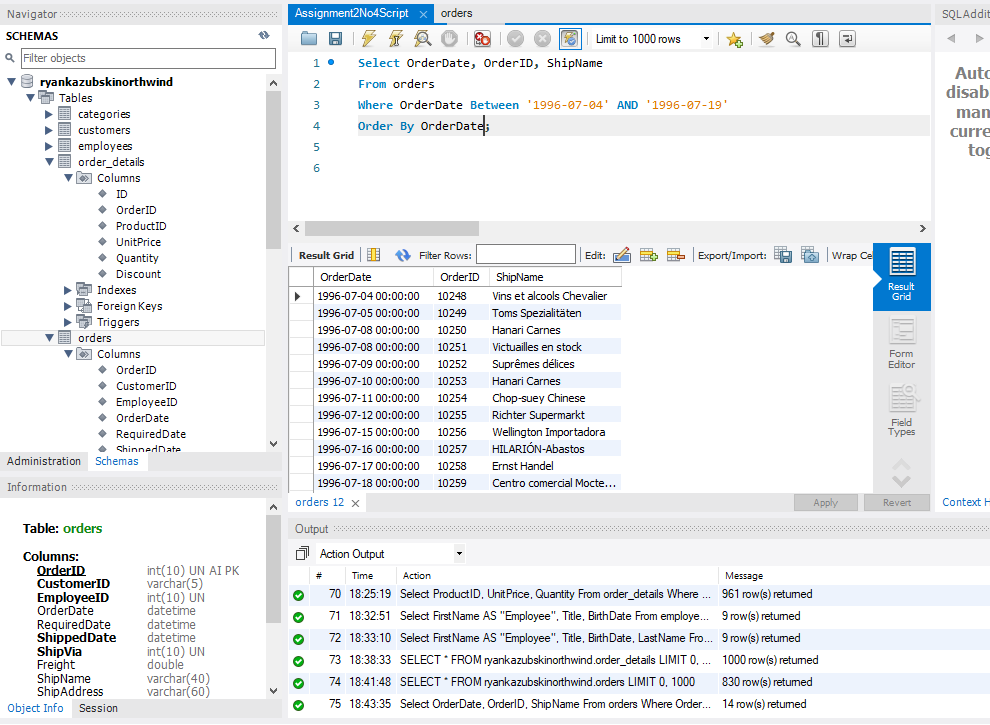 Navigator
SCHEMAS
Filter objects
ryankazubskinorthwind
Tables
categories
customers
employees
order_details
Columns
ID
OrderID
ProductID
UnitPrice
Quantity
Discount
Indexes
Foreign Keys
Triggers
orders
Columns
OrderID
CustomerID
EmployeeID
OrderDate
RequiredDate
ShippedDate
Administration Schemas
Information
Table: orders
Columns:
OrderID int(10) UN AI PK
CustomerID varchar(5)
EmployeeID int(10) UN
OrderDate datetime
RequiredDate datetime
ShippedDate datetime
ShipVia int(10) UN
Freight double
ShipName varchar(40)
ShipAddress varchar(60)
Object Info Session
Assignment2No4Script orders
Limit to 1000 rows
1 Select OrderDate, OrderID, ShipName
2 From orders
3 Where OrderDate Between '1996-07-04' AND '1996-07-19'
4 Order By OrderDate;
5
6
Result Grid Filter Rows: Edit: Export/Import: Wrap Cel
OrderDate OrderID ShipName
1996-07-04 00:00:00 10248 Vins et alcools Chevalier
1996-07-05 00:00:00 10249 Toms Spezialitäten
1996-07-08 00:00:00 10250 Hanari Carnes
1996-07-08 00:00:00 10251 Victuailles en stock
1996-07-09 00:00:00 10252 Suprêmes délices
1996-07-10 00:00:00 10253 Hanari Carnes
1996-07-11 00:00:00 10254 Chop-suey Chinese
1996-07-12 00:00:00 10255 Richter Supermarkt
1996-07-15 00:00:00 10256 Wellington Importadora
1996-07-16 00:00:00 10257 HILARIÓN-Abastos
1996-07-17 00:00:00 10258 Ernst Handel
1996-07-18 00:00:00 10259 Centro comercial Mocte...
Result
Grid
Form
Editor
Field
Types
orders 12 Apply Revert
Output
Action Output
# Time Action Message
70 18:25:19 Select ProductID, UnitPrice, Quantity From order_details Where ... 961 row(s) returned
71 18:32:51 Select FirstName AS "Employee", Title, BirthDate From employe... 9 row(s) returned
72 18:33:10 Select FirstName AS "Employee", Title, BirthDate, LastName Fro... 9 row(s) returned
73 18:38:33 SELECT * FROM ryankazubskinorthwind.order_details LIMIT 0, ... 1000 row(s) returned
74 18:41:48 SELECT * FROM ryankazubskinorthwind.orders LIMIT 0, 1000 830 row(s) returned
75 18:43:35 Select OrderDate, OrderID, ShipName From orders Where Order... 14 row(s) returned
SQLAddit
Auto
disab
man
curre
tog
Context H